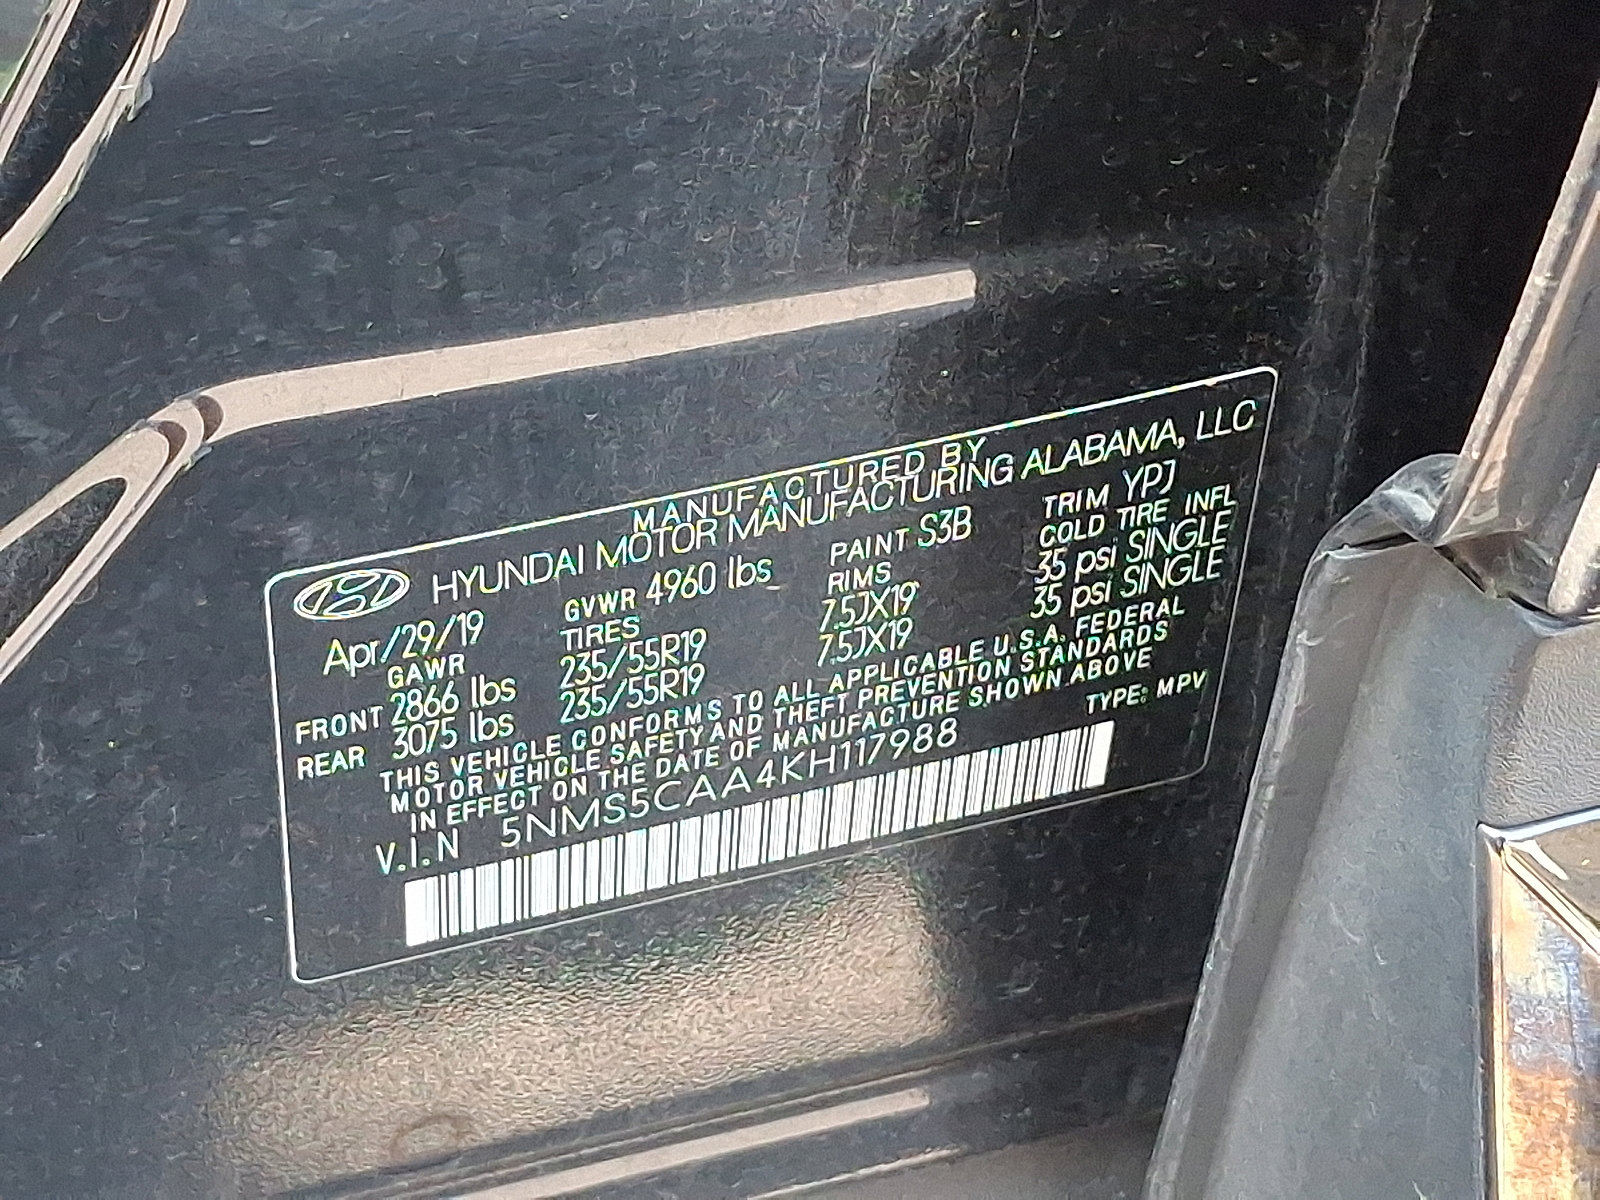 MANUFACTURED BY
HYUNDAI MOTOR MANUFACTURING ALABAMA, LLC
Apr/29/19 GVWR 4960 lbs PAINT S3B TRIM YPJ
GAWR TIRES RIMS COLD TIRE INFL
FRONT 2866 lbs 235/55R19 7.5JX19 35 psi SINGLE
REAR 3075 lbs 235/55R19 7.5JX19 35 psi SINGLE
THIS VEHICLE CONFORMS TO ALL APPLICABLE U.S.A. FEDERAL
MOTOR VEHICLE SAFETY AND THEFT PREVENTION STANDARDS
IN EFFECT ON THE DATE OF MANUFACTURE SHOWN ABOVE
V.I.N 5NMS5CAA4KH117988 TYPE: MPV